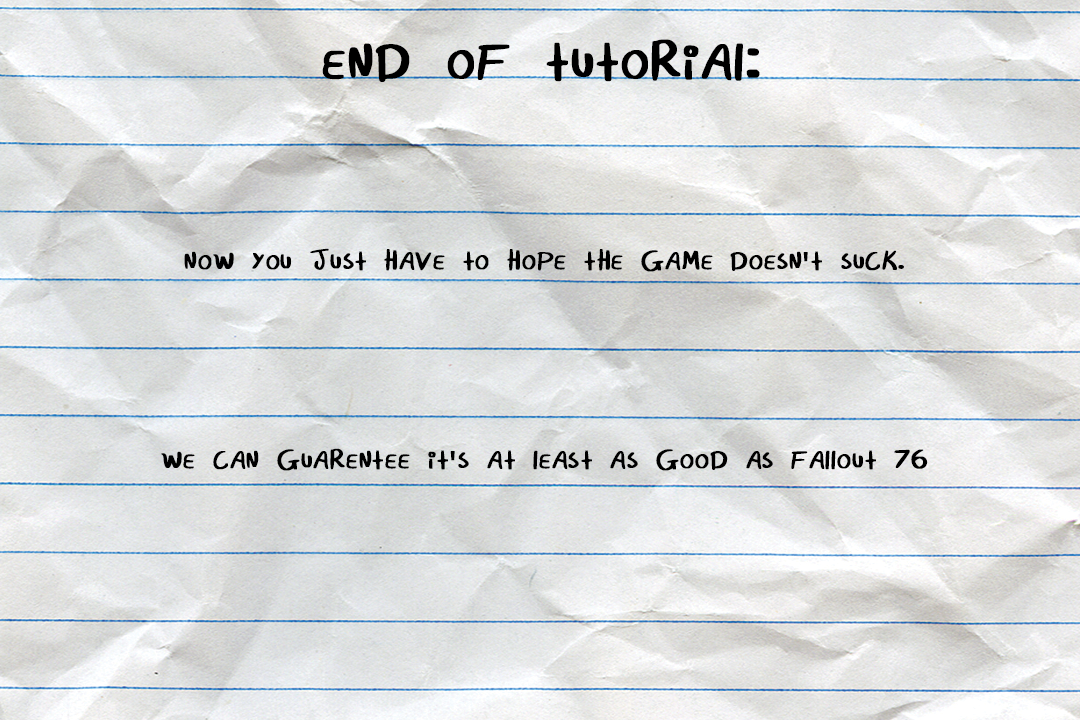 END OF tutORiAl:
NOW YOU JUSt HAVE tO HOPE tHE GAME DOESN't SUCK.
WE CAN GUARENtEE it'S At lEASt AS GOOD AS FAllOUt 76